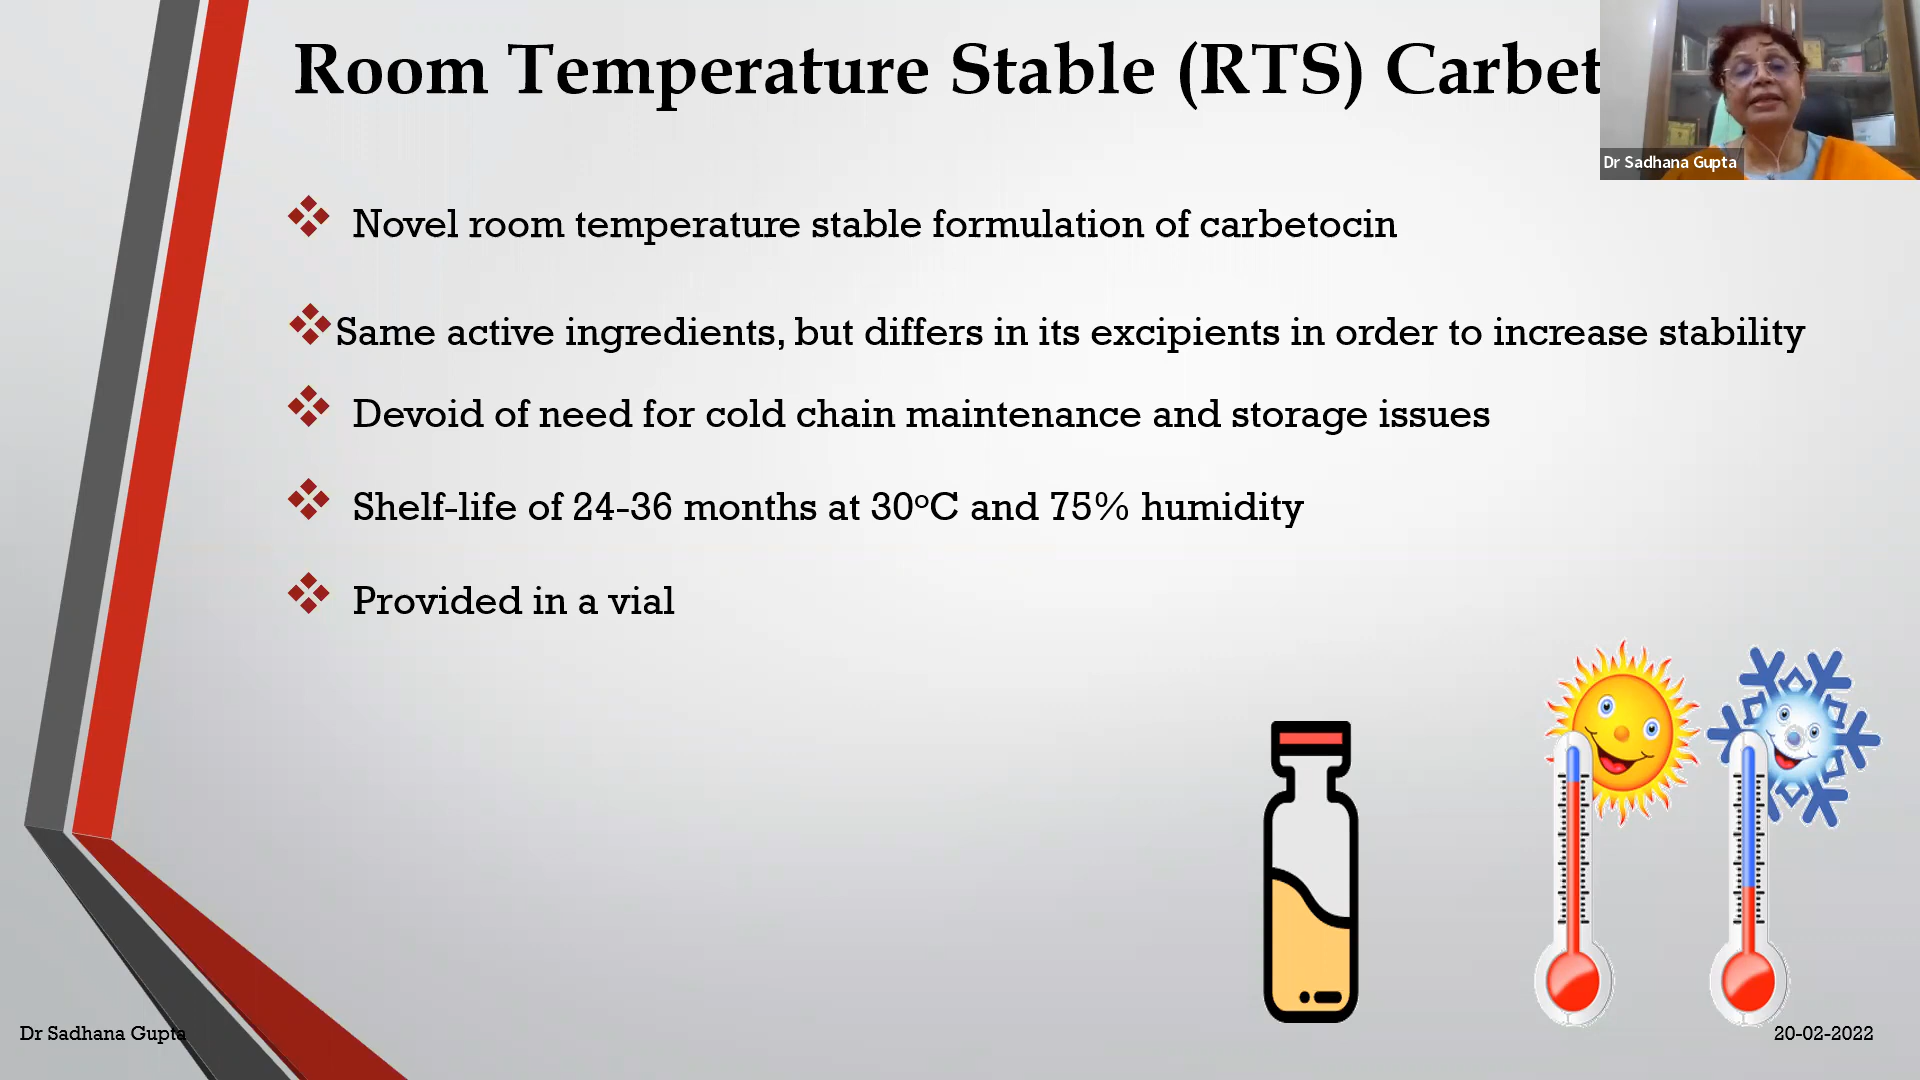 Room Temperature Stable (RTS) Carbet
Dr Sadhana Gupta
Novel room temperature stable formulation of carbetocin
Same active ingredients, but differs in its excipients in order to increase stability
Devoid of need for cold chain maintenance and storage issues
Shelf-life of 24-36 months at 30°C and 75% humidity
Provided in a vial
Dr Sadhana Gupta
20-02-2022